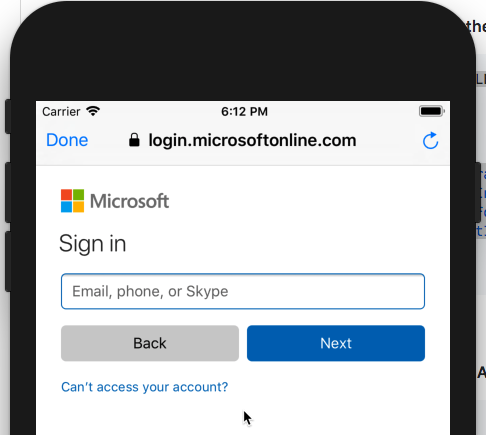 the
Carrier 6:12 PM
Done login.microsoftonline.com
Microsoft
Sign in
Email, phone, or Skype
Back Next
Can't access your account?
A